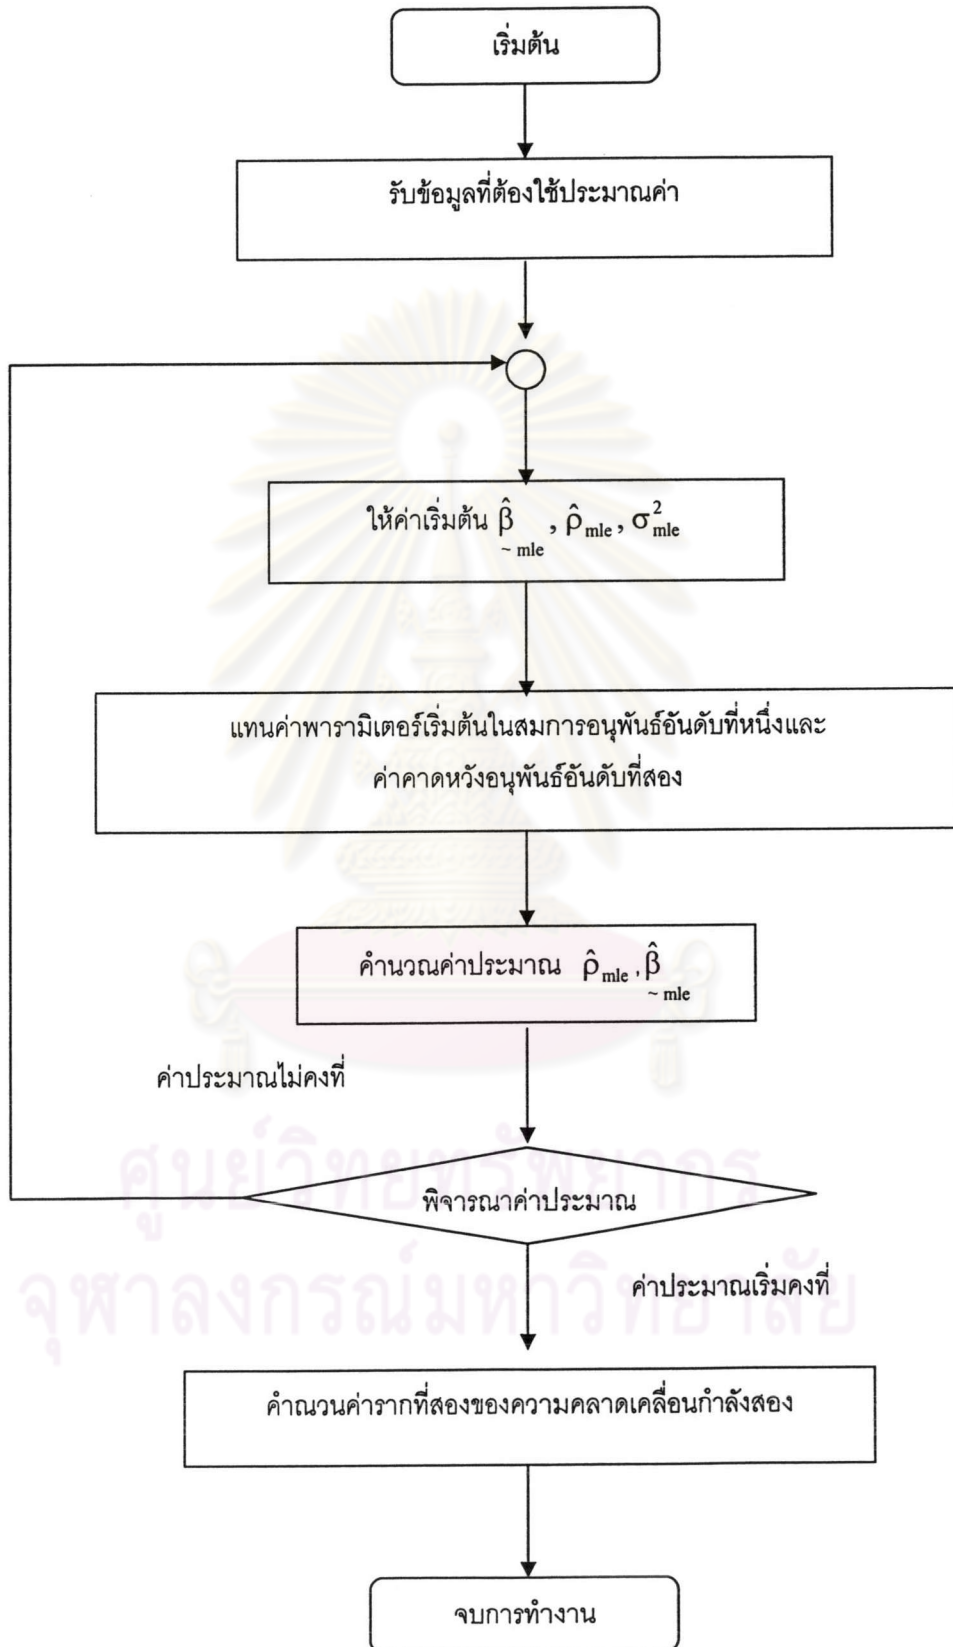 เริ่มต้น
รับข้อมูลที่ต้องใช้ประมาณค่า
ให้ค่าเริ่มต้น β̂~mle , ρ̂mle , σ²mle
แทนค่าพารามิเตอร์เริ่มต้นในสมการอนุพันธ์อันดับที่หนึ่งและ
ค่าคาดหวังอนุพันธ์อันดับที่สอง
คำนวณค่าประมาณ ρ̂mle , β̂~mle
ค่าประมาณไม่คงที่
พิจารณาค่าประมาณ
ค่าประมาณเริ่มคงที่
คำณวนค่ารากที่สองของความคลาดเคลื่อนกำลังสอง
จบการทำงาน
ศูนย์วิทยทรัพยากร
จุฬาลงกรณ์มหาวิทยาลัย